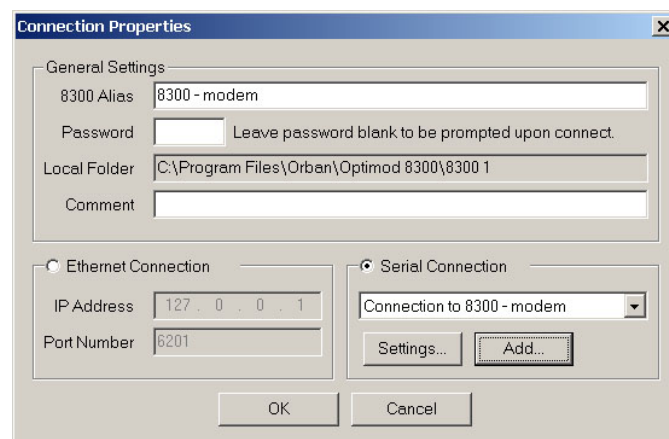 Connection Properties
General Settings
8300 Alias 8300 - modem
Password Leave password blank to be prompted upon connect.
Local Folder C:\Program Files\Orban\Optimod 8300\8300 1
Comment
Ethernet Connection
IP Address 127 . 0 . 0 . 1
Port Number 6201
Serial Connection
Connection to 8300 - modem
Settings... Add...
OK Cancel